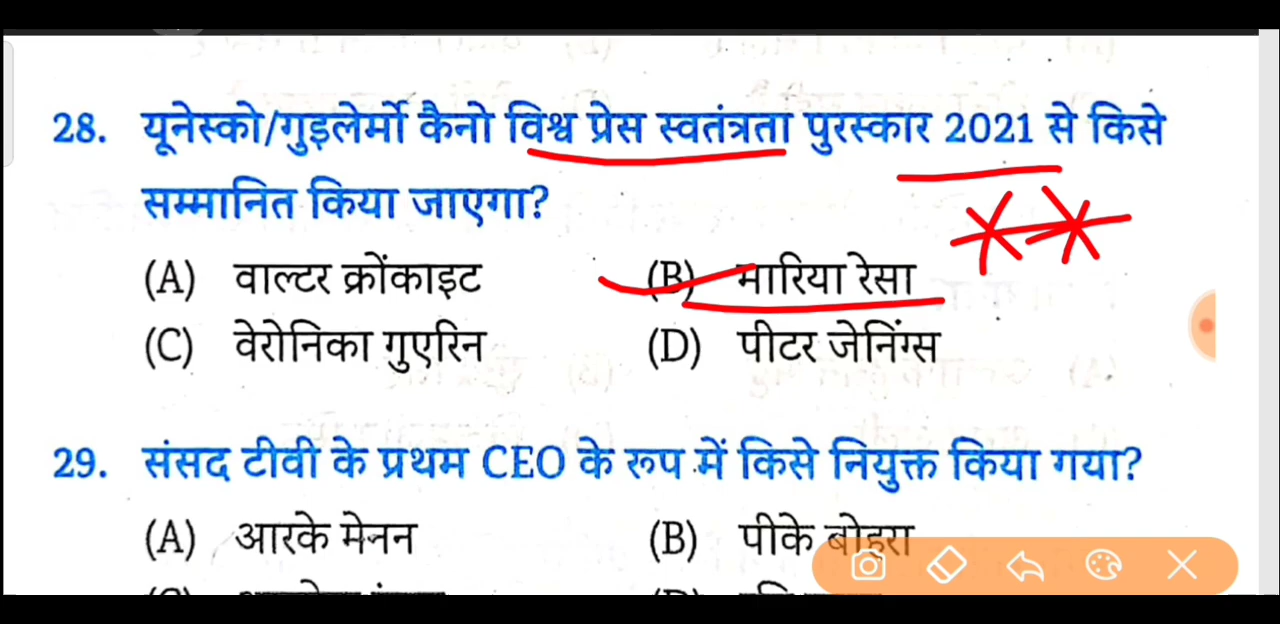 28. यूनेस्को/गुइलेर्मो कैनो विश्व प्रेस स्वतंत्रता पुरस्कार 2021 से किसे
सम्मानित किया जाएगा?
(A) वाल्टर क्रोंकाइट (B) मारिया रेसा
(C) वेरोनिका गुएरिन (D) पीटर जेनिंग्स
29. संसद टीवी के प्रथम CEO के रूप में किसे नियुक्त किया गया?
(A) आरके मेनन (B) पीके बोहरा